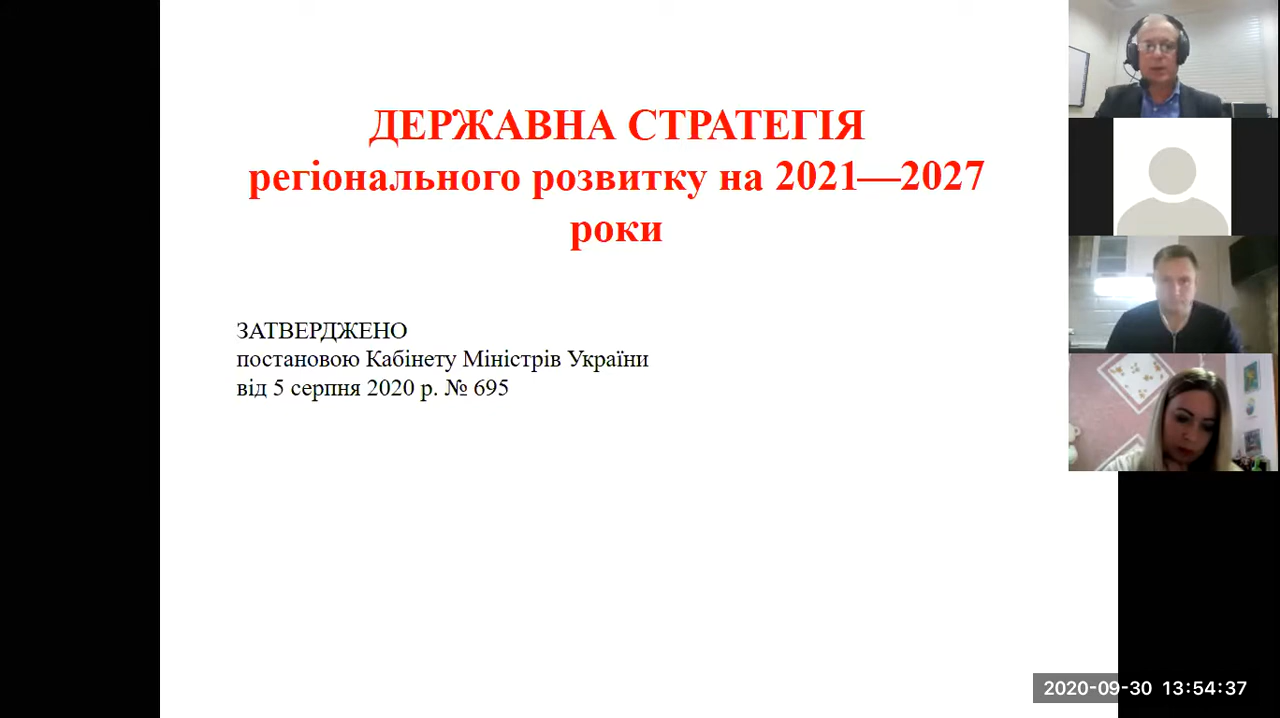 ДЕРЖАВНА СТРАТЕГІЯ
регіонального розвитку на 2021—2027
роки
ЗАТВЕРДЖЕНО
постановою Кабінету Міністрів України
від 5 серпня 2020 р. № 695
2020-09-30 13:54:37